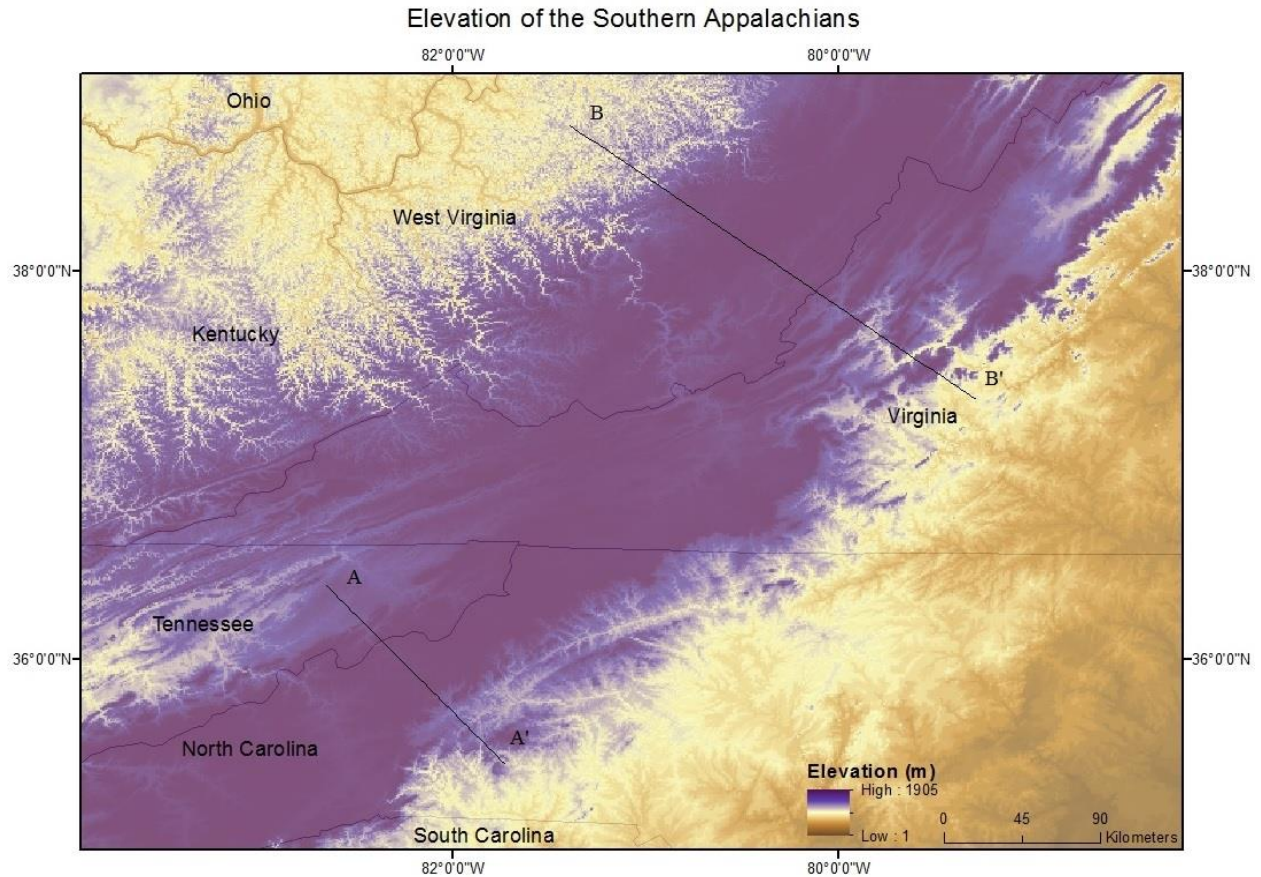 Elevation of the Southern Appalachians
82°0'0"W
80°0'0"W
Ohio
B
West Virginia
38°0'0"N
38°0'0"N
Kentucky
B'
Virginia
A
Tennessee
36°0'0"N
36°0'0"N
A'
North Carolina
Elevation (m)
High : 1905
0 45 90
Low : 1
Kilometers
South Carolina
82°0'0"W
80°0'0"W